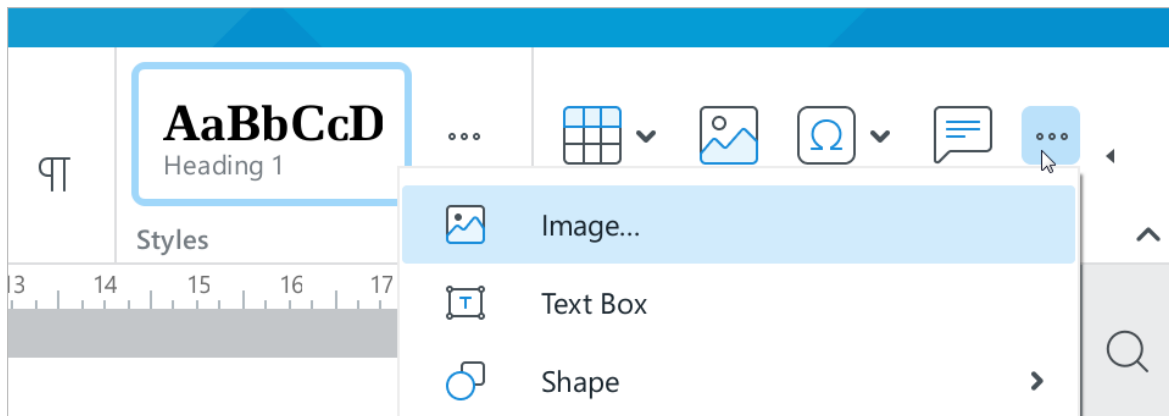 ¶
AaBbCcD
Heading 1
Ω
Styles
13 14 15 16 17
Image...
T
Text Box
Shape